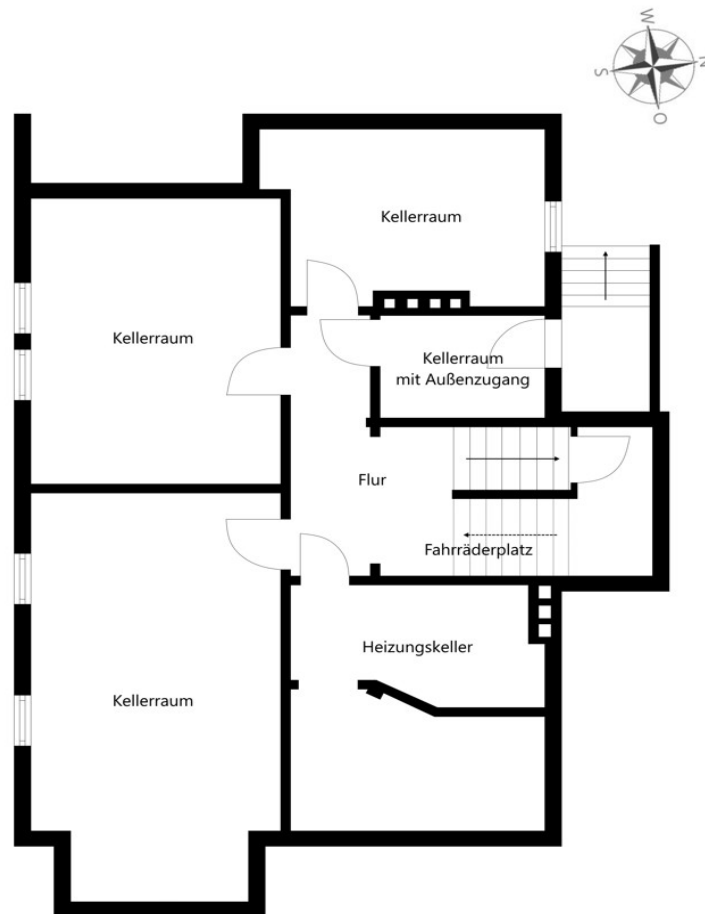 W
S
N
O
Kellerraum
Kellerraum
Kellerraum
mit Außenzugang
Flur
Fahrräderplatz
Heizungskeller
Kellerraum